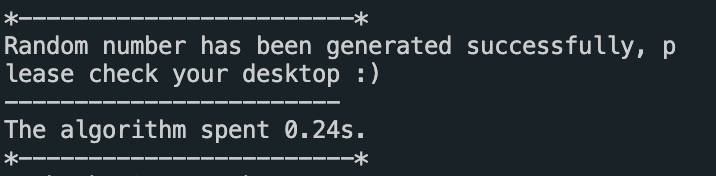 *------------------------*
Random number has been generated successfully, p
lease check your desktop :)
------------------------
The algorithm spent 0.24s.
*------------------------*